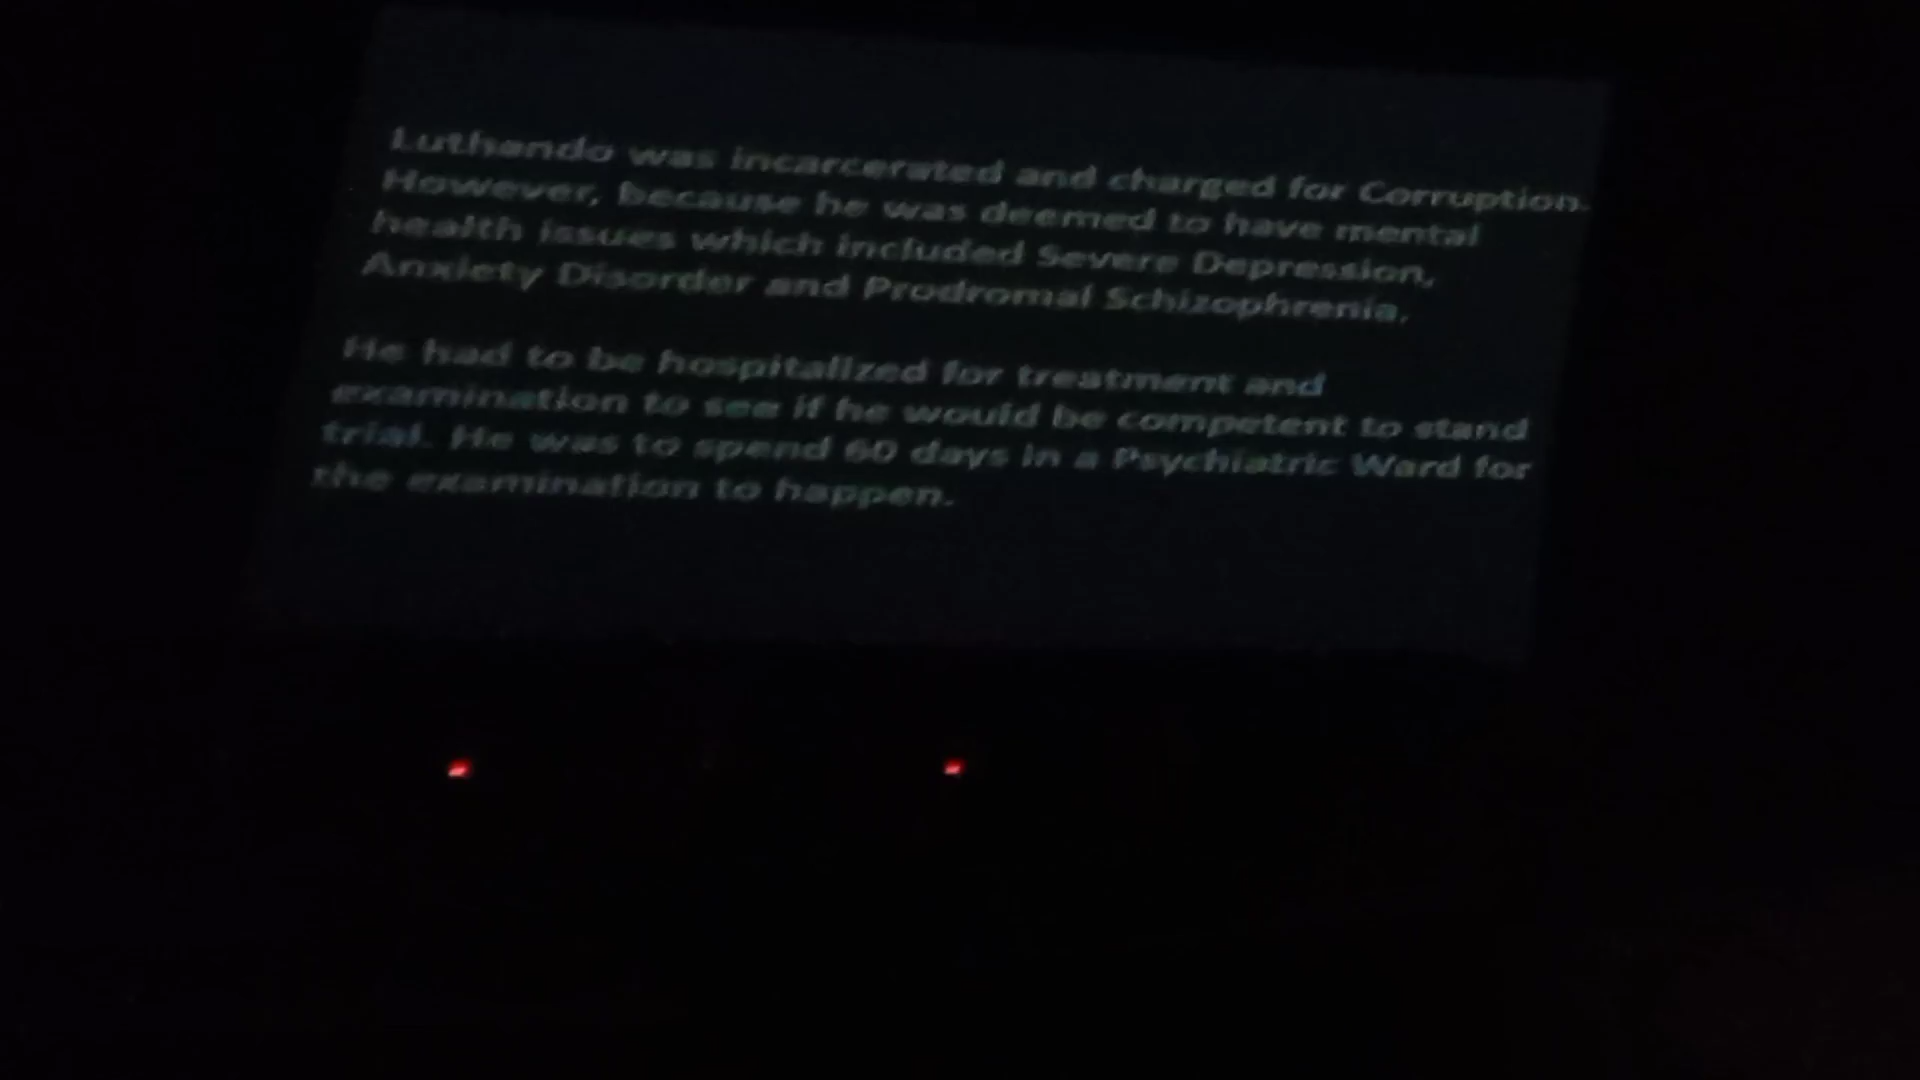 Luthando was incarcerated and charged for Corruption.
However, because he was deemed to have mental
health issues which included Severe Depression,
Anxiety Disorder and Prodromal Schizophrenia.
He had to be hospitalized for treatment and
examination to see if he would be competent to stand
trial. He was to spend 60 days in a Psychiatric Ward for
the examination to happen.